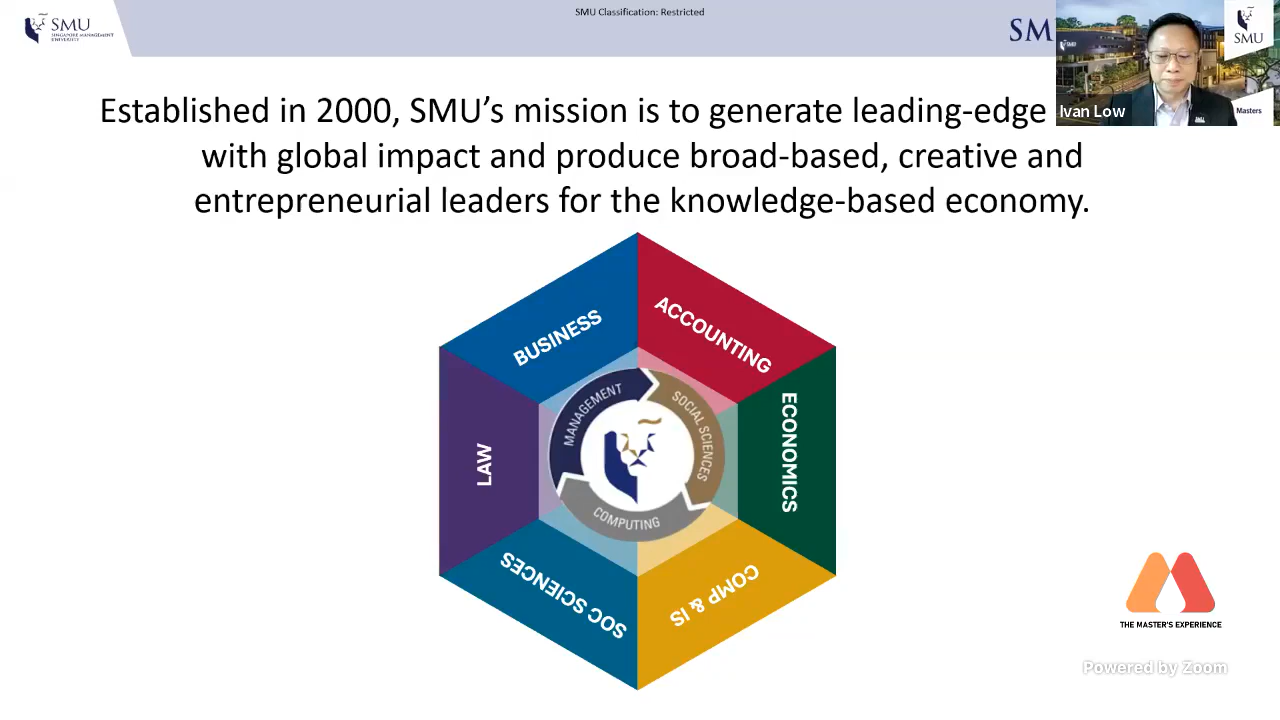 SMU Classification: Restricted
SMU
SINGAPORE MANAGEMENT
UNIVERSITY
SM
SMU
SMU
Ivan Low
Masters
SMU
Established in 2000, SMU’s mission is to generate leading-edge
with global impact and produce broad-based, creative and
entrepreneurial leaders for the knowledge-based economy.
BUSINESS
ACCOUNTING
ECONOMICS
COMP & IS
SOC SCIENCES
LAW
MANAGEMENT
SOCIAL SCIENCES
COMPUTING
THE MASTER'S EXPERIENCE
Powered by Zoom